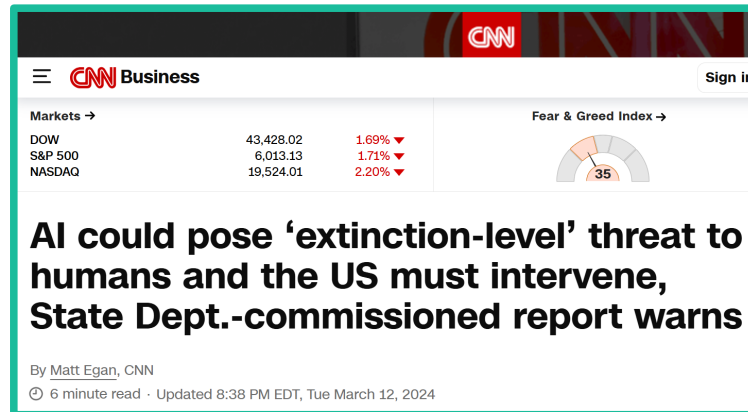 CNN
CNN Business
Sign in
Markets →
Fear & Greed Index →
DOW 43,428.02 1.69% ▼
S&P 500 6,013.13 1.71% ▼
NASDAQ 19,524.01 2.20% ▼
35
AI could pose ‘extinction-level’ threat to
humans and the US must intervene,
State Dept.-commissioned report warns
By Matt Egan, CNN
6 minute read · Updated 8:38 PM EDT, Tue March 12, 2024